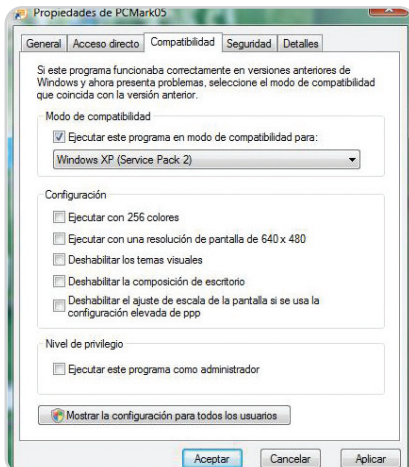 Propiedades de PCMark05
General Acceso directo Compatibilidad Seguridad Detalles
Si este programa funcionaba correctamente en versiones anteriores de
Windows y ahora presenta problemas, seleccione el modo de compatibilidad
que coincida con la versión anterior.
Modo de compatibilidad
Ejecutar este programa en modo de compatibilidad para:
Windows XP (Service Pack 2)
Configuración
Ejecutar con 256 colores
Ejecutar con una resolución de pantalla de 640 x 480
Deshabilitar los temas visuales
Deshabilitar la composición de escritorio
Deshabilitar el ajuste de escala de la pantalla si se usa la
configuración elevada de ppp
Nivel de privilegio
Ejecutar este programa como administrador
Mostrar la configuración para todos los usuarios
Aceptar Cancelar Aplicar